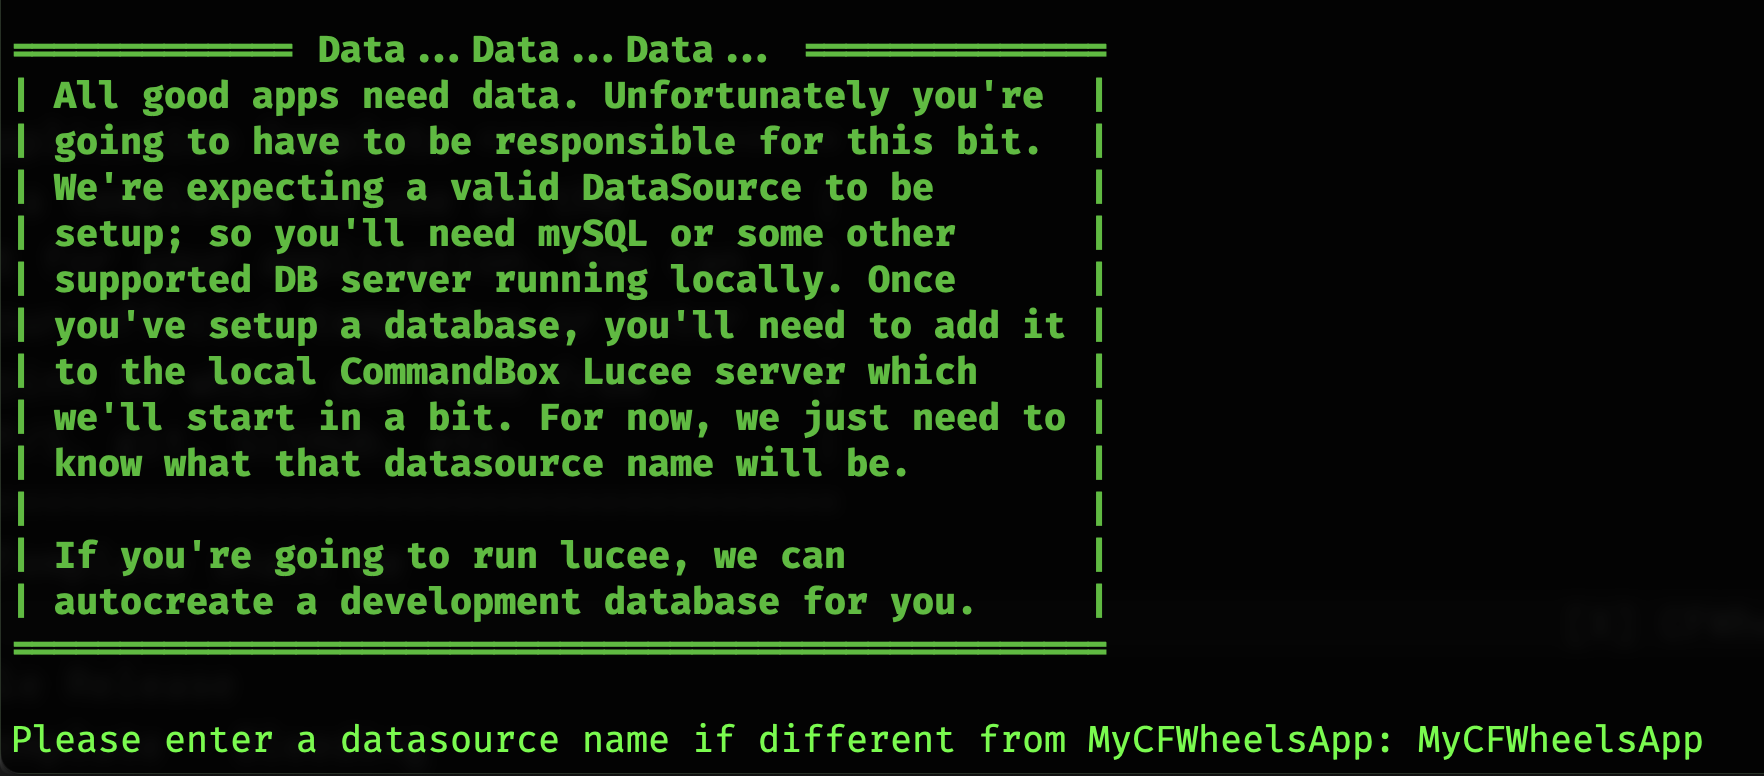 ============= Data...Data...Data... ==============
| All good apps need data. Unfortunately you're |
| going to have to be responsible for this bit. |
| We're expecting a valid DataSource to be |
| setup; so you'll need mySQL or some other |
| supported DB server running locally. Once |
| you've setup a database, you'll need to add it |
| to the local CommandBox Lucee server which |
| we'll start in a bit. For now, we just need to |
| know what that datasource name will be. |
| |
| If you're going to run lucee, we can |
| autocreate a development database for you. |
==================================================
Please enter a datasource name if different from MyCFWheelsApp: MyCFWheelsApp